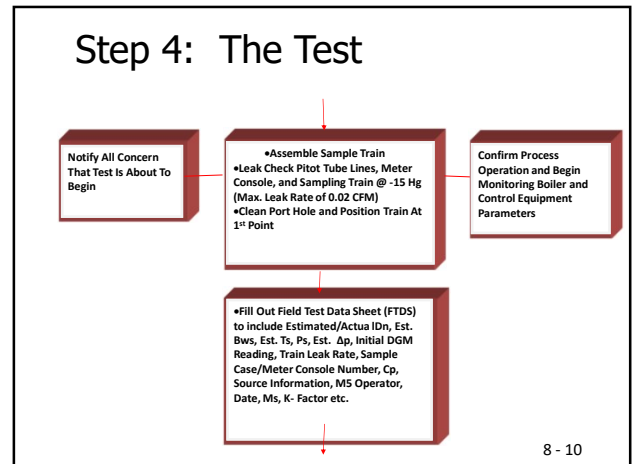 Step 4: The Test
Notify All Concern
That Test Is About To
Begin
•Assemble Sample Train
•Leak Check Pitot Tube Lines, Meter
Console, and Sampling Train @ -15 Hg
(Max. Leak Rate of 0.02 CFM)
•Clean Port Hole and Position Train At
1st Point
Confirm Process
Operation and Begin
Monitoring Boiler and
Control Equipment
Parameters
•Fill Out Field Test Data Sheet (FTDS)
to include Estimated/Actua lDn, Est.
Bws, Est. Ts, Ps, Est. Δp, Initial DGM
Reading, Train Leak Rate, Sample
Case/Meter Console Number, Cp,
Source Information, M5 Operator,
Date, Ms, K- Factor etc.
8 - 10